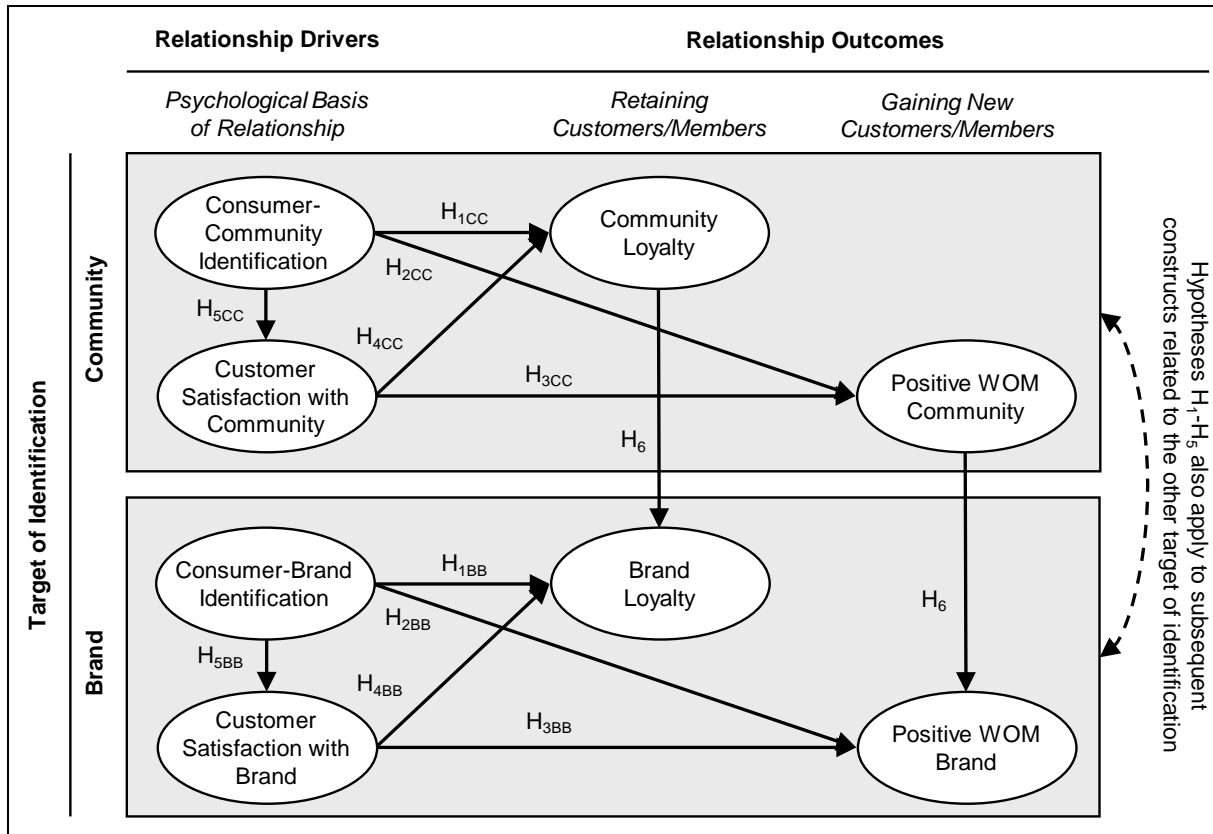 Relationship Drivers
Relationship Outcomes
Psychological Basis
of Relationship
Retaining
Customers/Members
Gaining New
Customers/Members
Target of Identification
Community
Consumer-
Community
Identification
H1CC
Community
Loyalty
H2CC
H5CC
H4CC
Customer
Satisfaction with
Community
H3CC
Positive WOM
Community
H6
Brand
Consumer-Brand
Identification
H1BB
Brand
Loyalty
H2BB
H6
H5BB
H4BB
Customer
Satisfaction with
Brand
H3BB
Positive WOM
Brand
Hypotheses H1-H5 also apply to subsequent
constructs related to the other target of identification